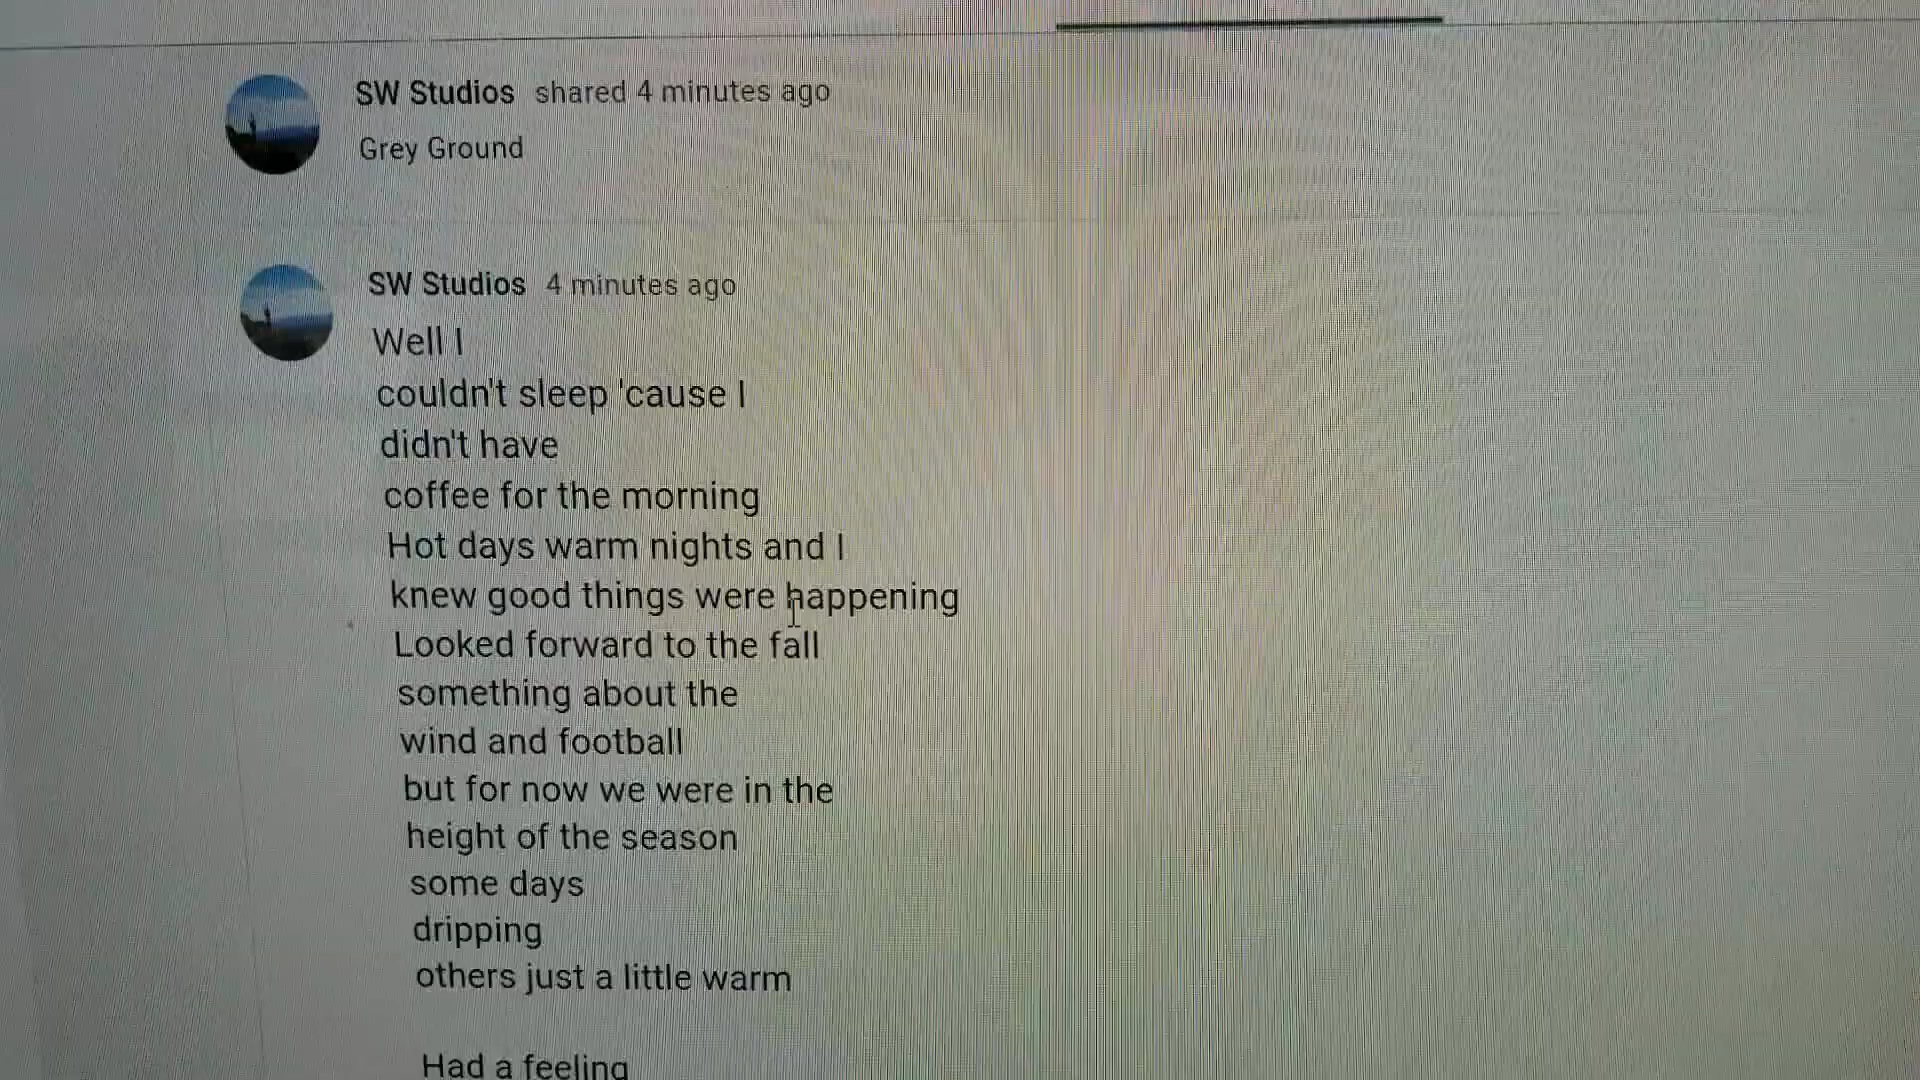 SW Studios shared 4 minutes ago
Grey Ground
SW Studios 4 minutes ago
Well I
couldn't sleep 'cause I
didn't have
coffee for the morning
Hot days warm nights and I
knew good things were happening
Looked forward to the fall
something about the
wind and football
but for now we were in the
height of the season
some days
dripping
others just a little warm
Had a feeling